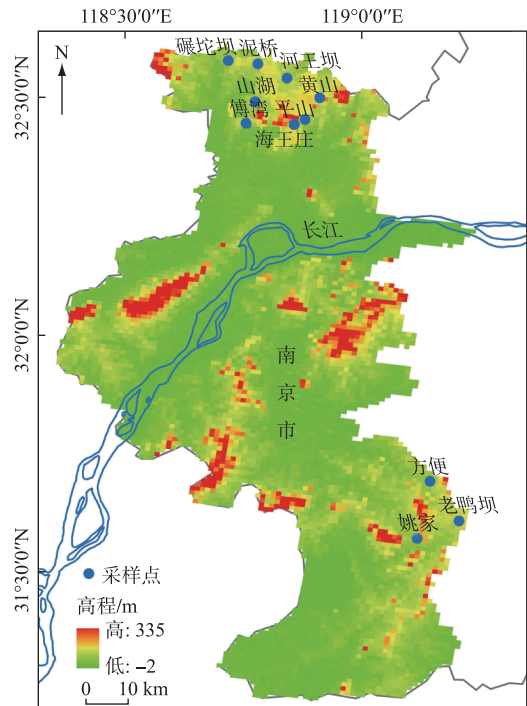 118°30′0″E
119°0′0″E
N
碾坨坝
泥桥
河王坝
山湖
黄山
傅湾
平山
海王庄
32°30′0″N
长江
32°0′0″N
南
京
市
方便
老鸭坝
姚家
31°30′0″N
采样点
高程/m
高: 335
低: −2
0
10 km